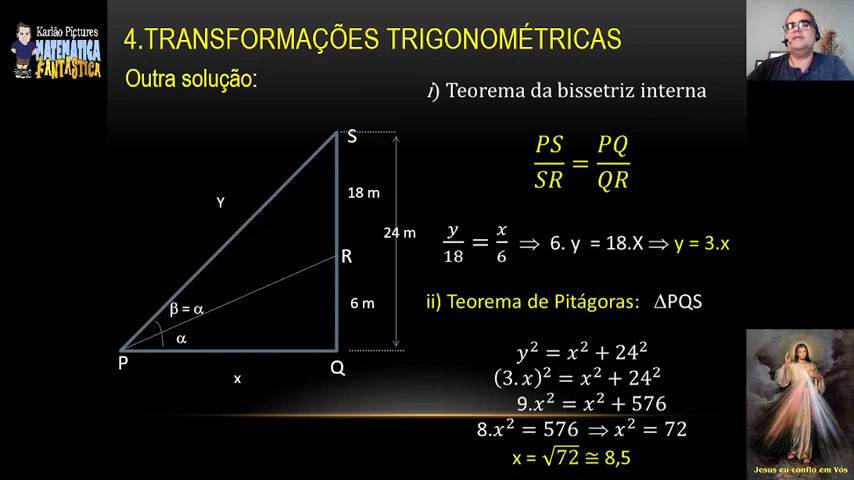 Karlão Pictures
MATEMÁTICA
FANTÁSTICA
4.TRANSFORMAÇÕES TRIGONOMÉTRICAS
Outra solução:
i) Teorema da bissetriz interna
PS/SR = PQ/QR
y/18 = x/6 ⇒ 6. y = 18.X ⇒ y = 3.x
ii) Teorema de Pitágoras: ΔPQS
y² = x² + 24²
(3.x)² = x² + 24²
9.x² = x² + 576
8.x² = 576 ⇒ x² = 72
x = √72 ≅ 8,5
S
Y
18 m
24 m
R
β = α
6 m
α
P
Q
x
Jesus eu confio em Vós